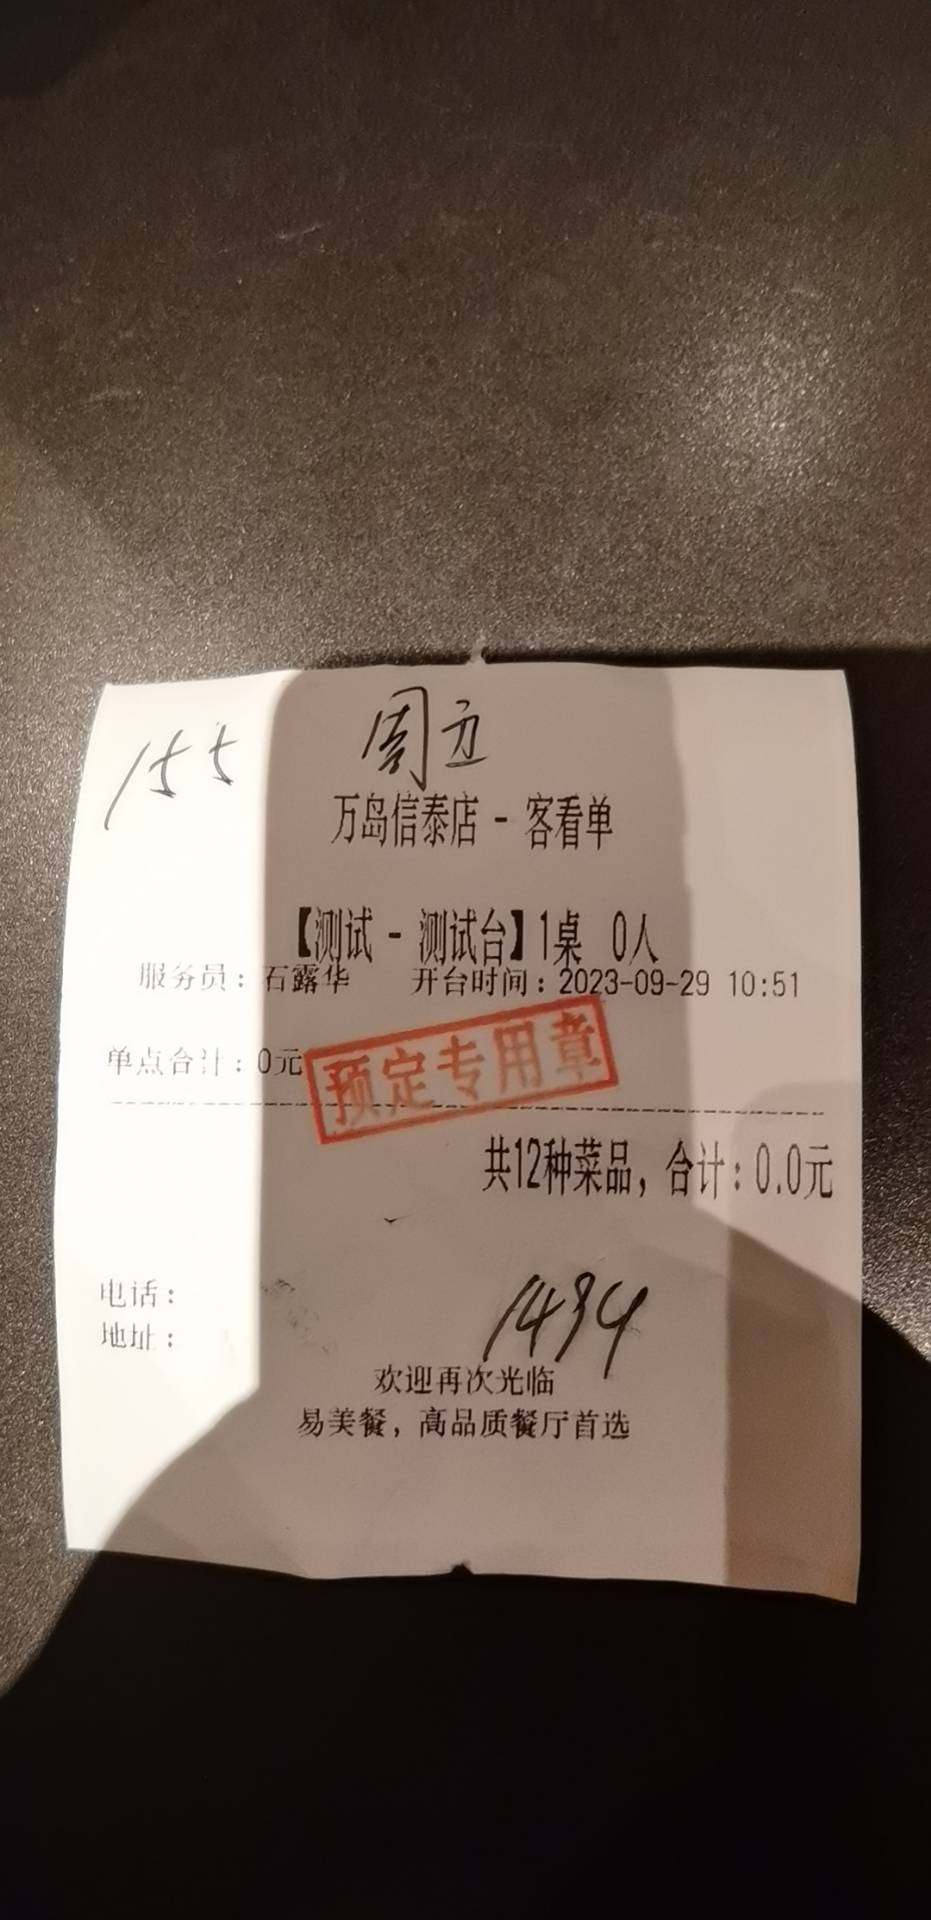 155
周立
万岛信泰店 - 客看单
【测试 - 测试台】1桌 0人
服务员：石露华 开台时间：2023-09-29 10:51
单点合计：0元
预定专用章
共12种菜品，合计：0.0元
电话：
地址：
1494
欢迎再次光临
易美餐，高品质餐厅首选